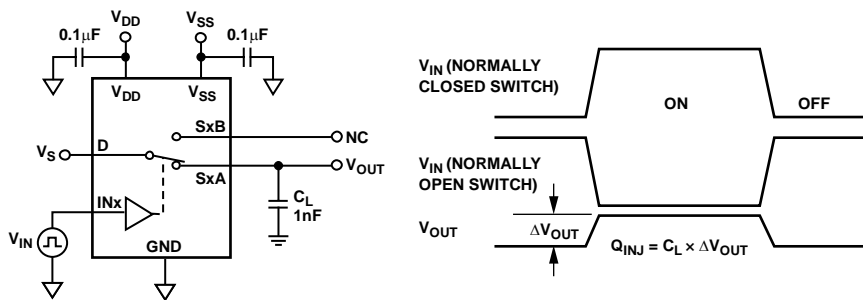 V_DD
V_SS
0.1µF
0.1µF
V_DD
V_SS
SxB
NC
V_S
D
SxA
V_OUT
C_L
1nF
INx
V_IN
GND
V_IN (NORMALLY
CLOSED SWITCH)
ON
OFF
V_IN (NORMALLY
OPEN SWITCH)
V_OUT
ΔV_OUT
Q_INJ = C_L × ΔV_OUT